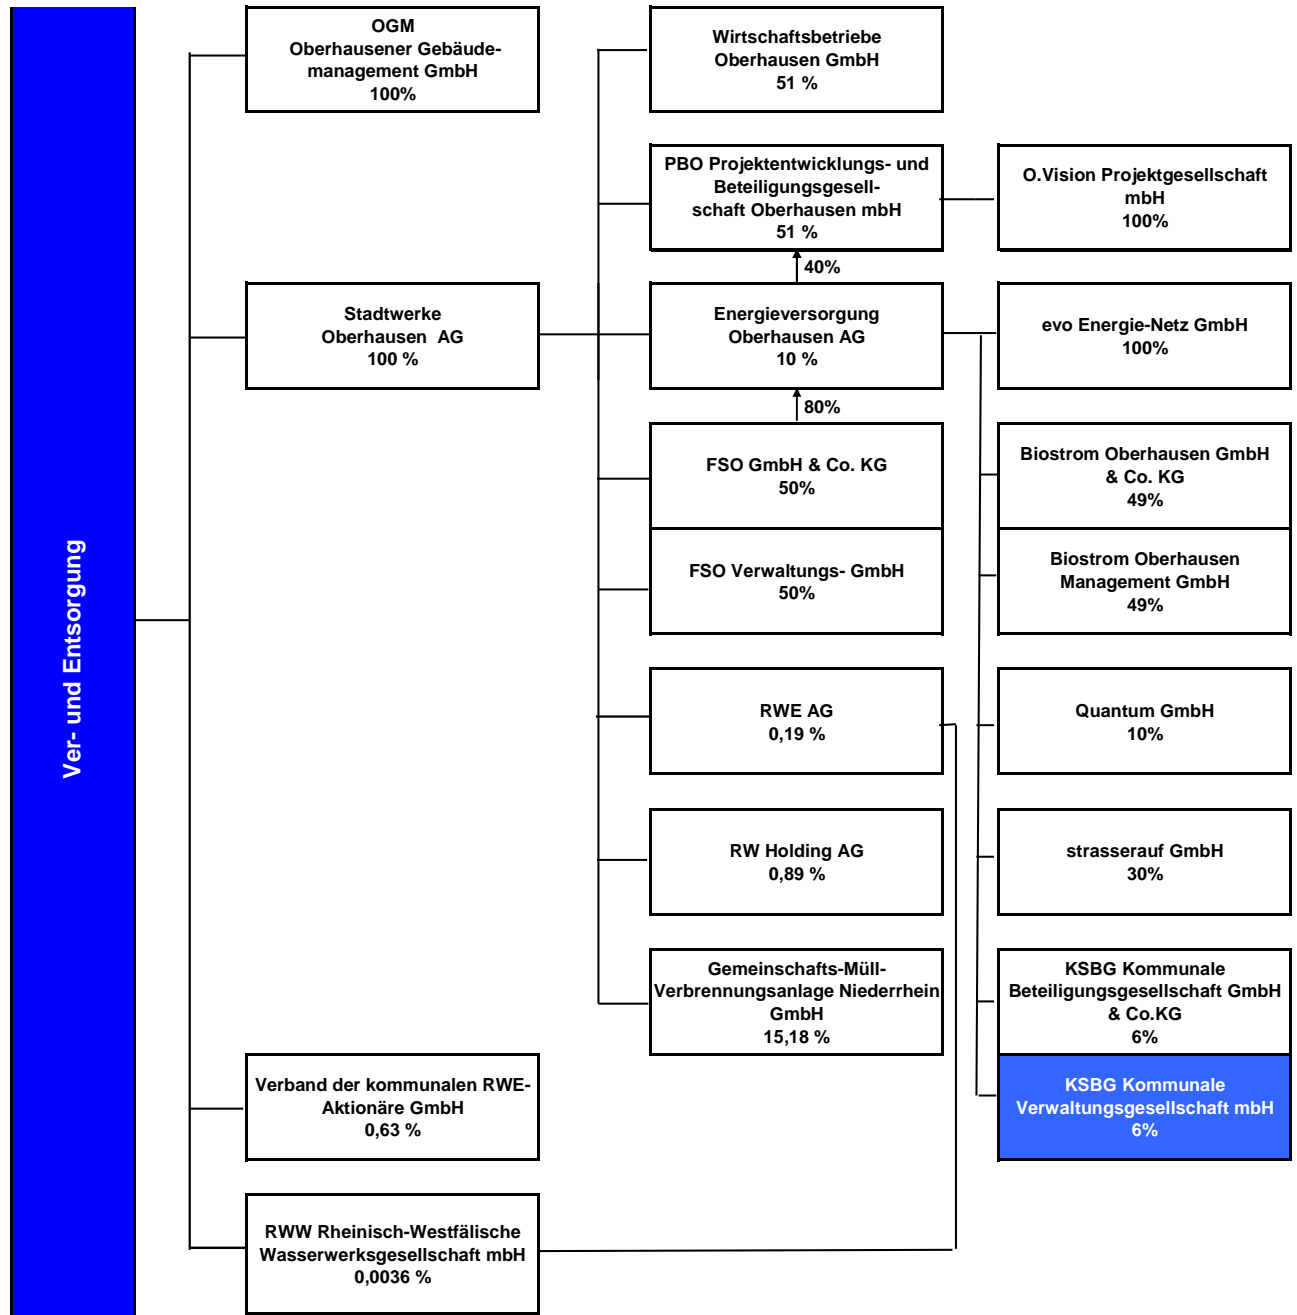 Ver- und Entsorgung
OGM
Oberhausener Gebäude-
management GmbH
100%
Stadtwerke
Oberhausen AG
100 %
Verband der kommunalen RWE-
Aktionäre GmbH
0,63 %
RWW Rheinisch-Westfälische
Wasserwerksgesellschaft mbH
0,0036 %
Wirtschaftsbetriebe
Oberhausen GmbH
51 %
PBO Projektentwicklungs- und
Beteiligungsgesell-
schaft Oberhausen mbH
51 %
40%
Energieversorgung
Oberhausen AG
10 %
80%
FSO GmbH & Co. KG
50%
FSO Verwaltungs- GmbH
50%
RWE AG
0,19 %
RW Holding AG
0,89 %
Gemeinschafts-Müll-
Verbrennungsanlage Niederrhein
GmbH
15,18 %
O.Vision Projektgesellschaft
mbH
100%
evo Energie-Netz GmbH
100%
Biostrom Oberhausen GmbH
& Co. KG
49%
Biostrom Oberhausen
Management GmbH
49%
Quantum GmbH
10%
strasserauf GmbH
30%
KSBG Kommunale
Beteiligungsgesellschaft GmbH
& Co.KG
6%
KSBG Kommunale
Verwaltungsgesellschaft mbH
6%